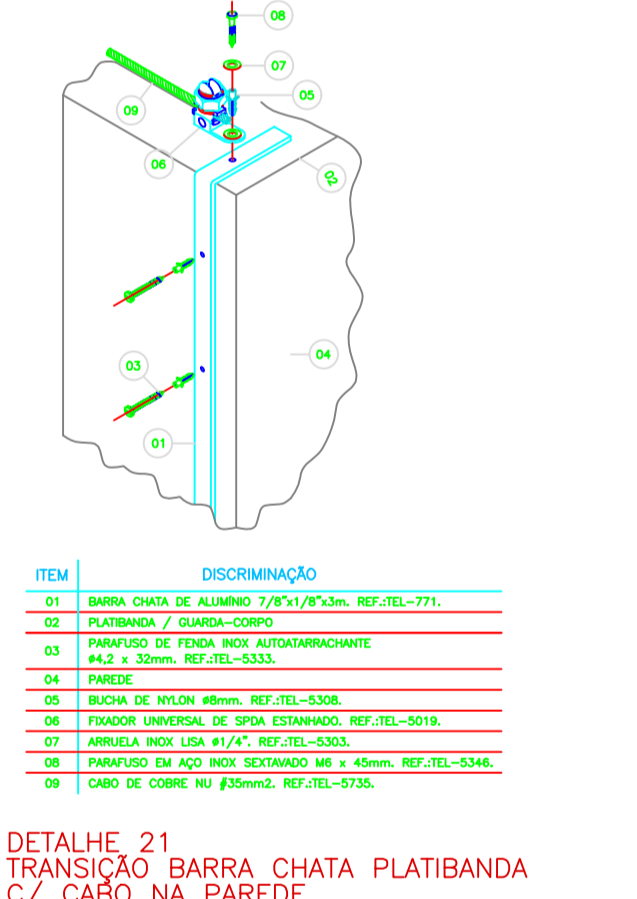 08
07
05
09
06
02
04
03
01
ITEM DISCRIMINAÇÃO
01 BARRA CHATA DE ALUMÍNIO 7/8"x1/8"x3m. REF.:TEL-771.
02 PLATIBANDA / GUARDA-CORPO
03 PARAFUSO DE FENDA INOX AUTOATARRACHANTE
ø4,2 x 32mm. REF.:TEL-5333.
04 PAREDE
05 BUCHA DE NYLON ø8mm. REF.:TEL-5308.
06 FIXADOR UNIVERSAL DE SPDA ESTANHADO. REF.:TEL-5019.
07 ARRUELA INOX LISA ø1/4". REF.:TEL-5303.
08 PARAFUSO EM AÇO INOX SEXTAVADO M6 x 45mm. REF.:TEL-5346.
09 CABO DE COBRE NU #35mm2. REF.:TEL-5735.
DETALHE 21
TRANSIÇÃO BARRA CHATA PLATIBANDA
C/ CABO NA PAREDE